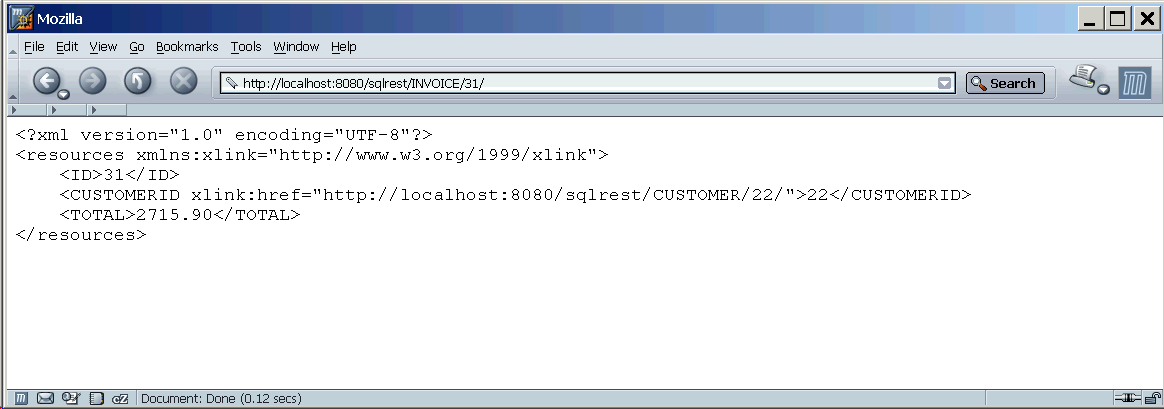 Mozilla
File Edit View Go Bookmarks Tools Window Help
http://localhost:8080/sqlrest/INVOICE/31/ Search
<?xml version="1.0" encoding="UTF-8"?>
<resources xmlns:xlink="http://www.w3.org/1999/xlink">
    <ID>31</ID>
    <CUSTOMERID xlink:href="http://localhost:8080/sqlrest/CUSTOMER/22/">22</CUSTOMERID>
    <TOTAL>2715.90</TOTAL>
</resources>
Document: Done (0.12 secs)